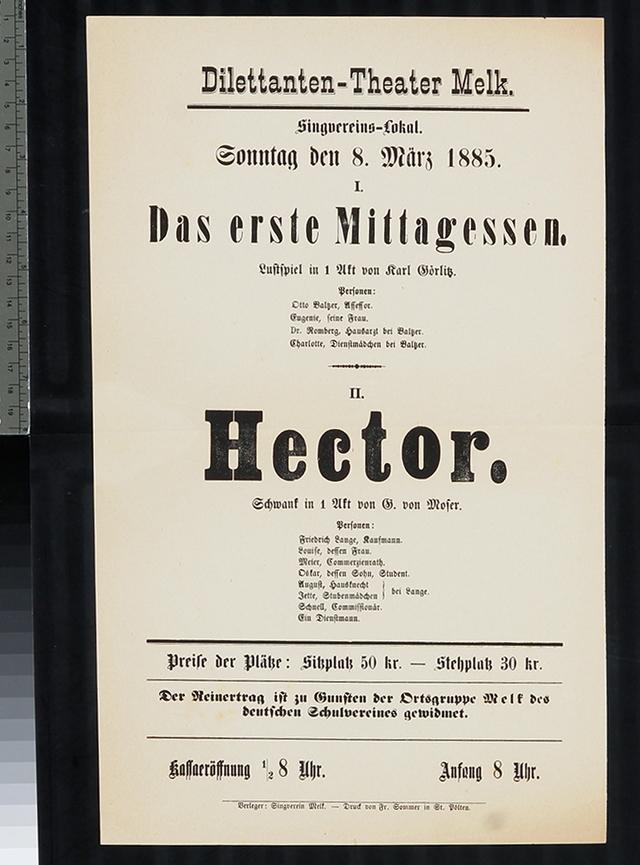 Dilettanten-Theater Melk.
Singvereins-Lokal.
Sonntag den 8. März 1885.
I.
Das erste Mittagessen.
Lustspiel in 1 Akt von Karl Görlitz.
Personen:
Otto Baltzer, Assessor.
Eugenie, seine Frau.
Dr. Romberg, Hausarzt bei Baltzer.
Charlotte, Dienstmädchen bei Baltzer.
II.
Hector.
Schwank in 1 Akt von G. von Moser.
Personen:
Friedrich Lange, Kaufmann.
Louise, dessen Frau.
Meier, Commerzienrath.
Oskar, dessen Sohn, Student.
August, Hausknecht
Jette, Stubenmädchen } bei Lange.
Schnell, Commissionär.
Ein Dienstmann.
Preise der Plätze: Sitzplatz 50 kr. — Stehplatz 30 kr.
Der Reinertrag ist zu Gunsten der Ortsgruppe Melk des
deutschen Schulvereines gewidmet.
Kassaeröffnung 1/2 8 Uhr. Anfang 8 Uhr.
Verleger: Singverein Melk. — Druck von Fr. Sommer in St. Pölten.